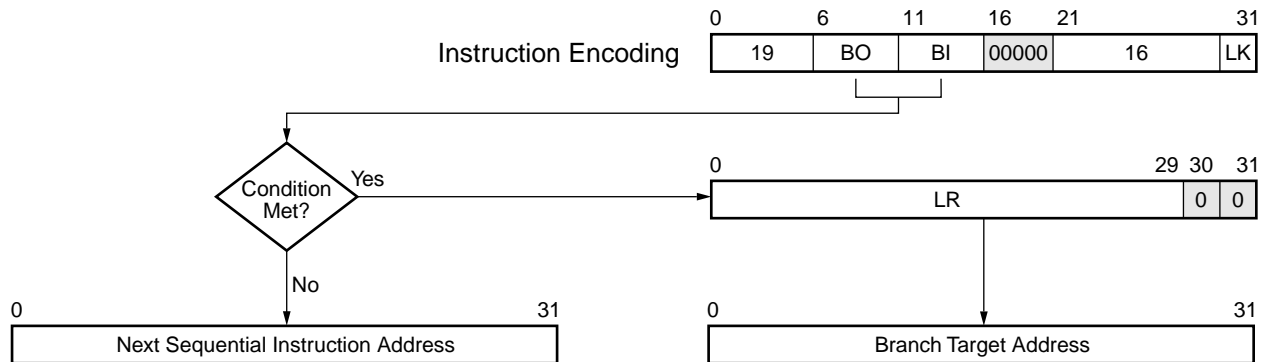 0 6 11 16 21 31
Instruction Encoding 19 BO BI 00000 16 LK
0 29 30 31
Condition
Met?
Yes
LR 0 0
No
0 31 0 31
Next Sequential Instruction Address Branch Target Address